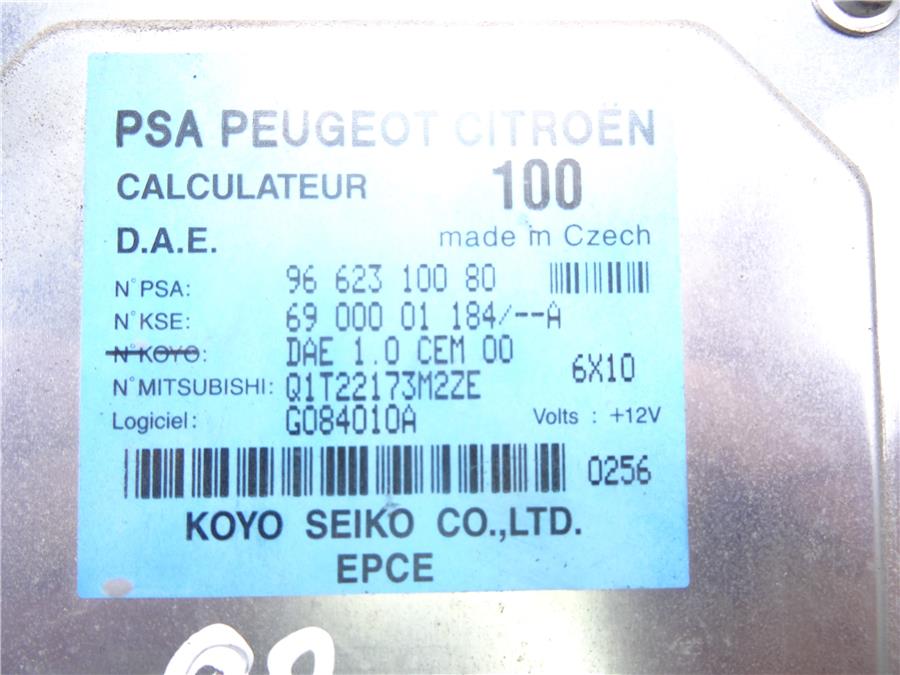 PSA PEUGEOT CITROËN
CALCULATEUR 100
D.A.E. made in Czech
N°PSA: 96 623 100 80
N°KSE: 69 000 01 184/--A
N°KOYO: DAE 1.0 CEM 00
6X10
N°MITSUBISHI: Q1T22173M2ZE
Logiciel: G084010A Volts : +12V
0256
KOYO SEIKO CO.,LTD.
EPCE